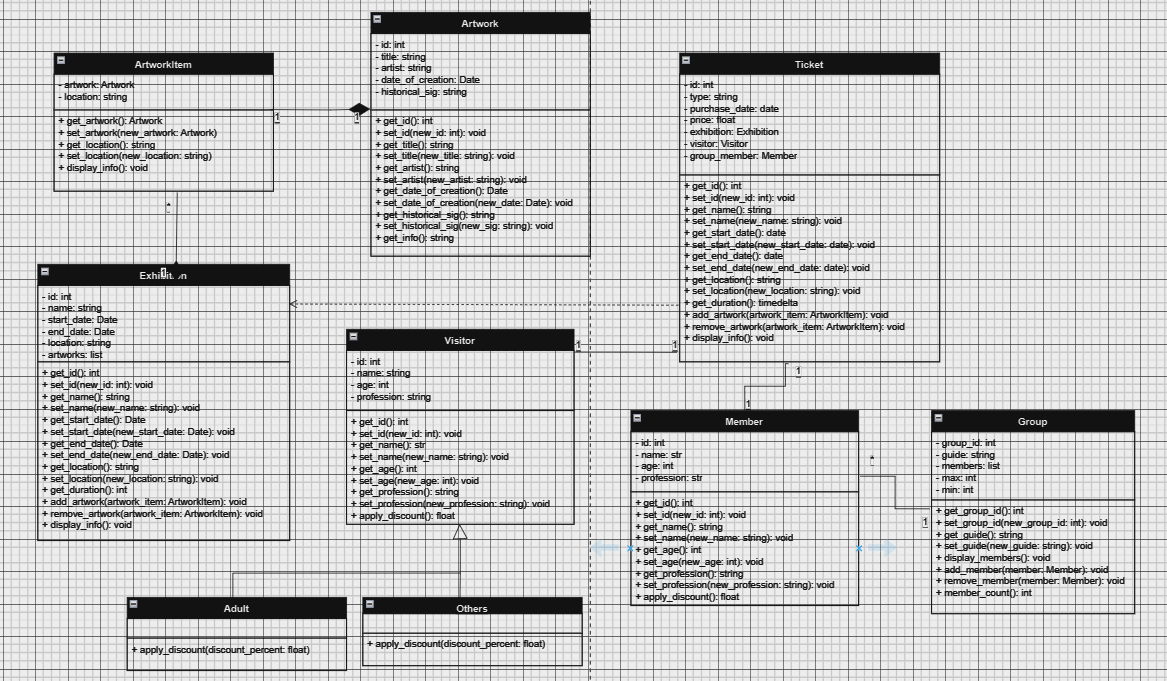 ArtworkItem
- artwork: Artwork
- location: string
+ get_artwork(): Artwork
+ set_artwork(new_artwork: Artwork)
+ get_location(): string
+ set_location(new_location: string)
+ display_info(): void
1
1
*
Artwork
- id: int
- title: string
- artist: string
- date_of_creation: Date
- historical_sig: string
+ get_id(): int
+ set_id(new_id: int): void
+ get_title(): string
+ set_title(new_title: string): void
+ get_artist(): string
+ set_artist(new_artist: string): void
+ get_date_of_creation(): Date
+ set_date_of_creation(new_date: Date): void
+ get_historical_sig(): string
+ set_historical_sig(new_sig: string): void
+ get_info(): string
Ticket
- id: int
- type: string
- purchase_date: date
- price: float
- exhibition: Exhibition
- visitor: Visitor
- group_member: Member
+ get_id(): int
+ set_id(new_id: int): void
+ get_name(): string
+ set_name(new_name: string): void
+ get_start_date(): date
+ set_start_date(new_start_date: date): void
+ get_end_date(): date
+ set_end_date(new_end_date: date): void
+ get_location(): string
+ set_location(new_location: string): void
+ get_duration(): timedelta
+ add_artwork(artwork_item: ArtworkItem): void
+ remove_artwork(artwork_item: ArtworkItem): void
+ display_info(): void
Exhibition
- id: int
- name: string
- start_date: Date
- end_date: Date
- location: string
- artworks: list
+ get_id(): int
+ set_id(new_id: int): void
+ get_name(): string
+ set_name(new_name: string): void
+ get_start_date(): Date
+ set_start_date(new_start_date: Date): void
+ get_end_date(): Date
+ set_end_date(new_end_date: Date): void
+ get_location(): string
+ set_location(new_location: string): void
+ get_duration(): int
+ add_artwork(artwork_item: ArtworkItem): void
+ remove_artwork(artwork_item: ArtworkItem): void
+ display_info(): void
Visitor
- id: int
- name: string
- age: int
- profession: string
+ get_id(): int
+ set_id(new_id: int): void
+ get_name(): str
+ set_name(new_name: string): void
+ get_age(): int
+ set_age(new_age: int): void
+ get_profession(): string
+ set_profession(new_profession: string): void
+ apply_discount(): float
1
1
1
1
Member
- id: int
- name: str
- age: int
- profession: str
+ get_id(): int
+ set_id(new_id: int): void
+ get_name(): string
+ set_name(new_name: string): void
+ get_age(): int
+ set_age(new_age: int): void
+ get_profession(): string
+ set_profession(new_profession: string): void
+ apply_discount(): float
*
1
Group
- group_id: int
- guide: string
- members: list
- max: int
- min: int
+ get_group_id(): int
+ set_group_id(new_group_id: int): void
+ get_guide(): string
+ set_guide(new_guide: string): void
+ display_members(): void
+ add_member(member: Member): void
+ remove_member(member: Member): void
+ member_count(): int
Adult
+ apply_discount(discount_percent: float)
Others
+ apply_discount(discount_percent: float)